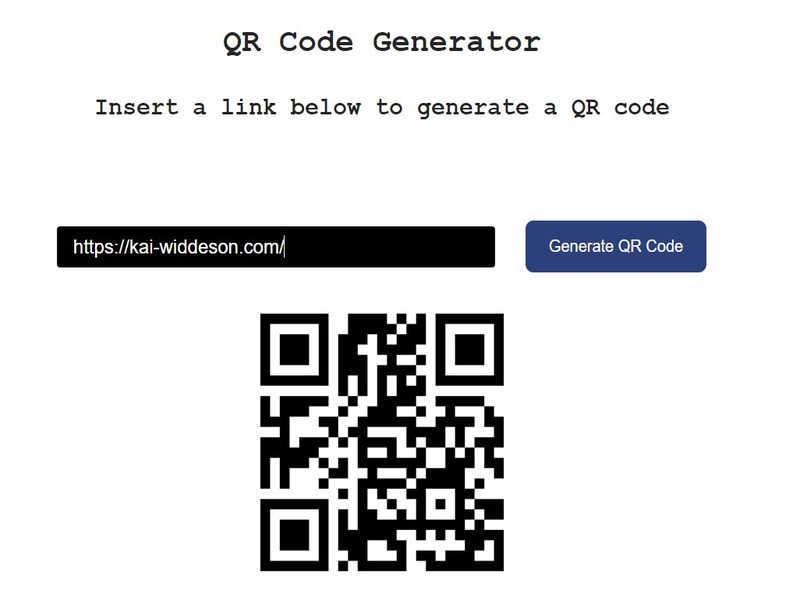 QR Code Generator
Insert a link below to generate a QR code
https://kai-widdeson.com/
Generate QR Code